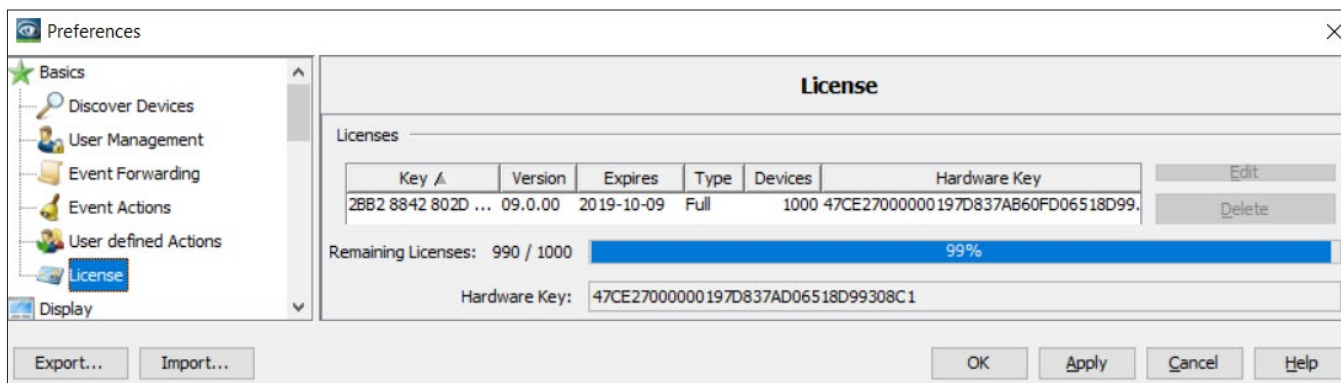 Preferences
Basics
Discover Devices
User Management
Event Forwarding
Event Actions
User defined Actions
License
Display
License
Licenses
Key Version Expires Type Devices Hardware Key
2BB2 8842 802D ... 09.0.00 2019-10-09 Full 1000 47CE27000000197D837AB60FD06518D99.
Edit
Delete
Remaining Licenses: 990 / 1000 99%
Hardware Key: 47CE27000000197D837AD06518D99308C1
Export... Import... OK Apply Cancel Help